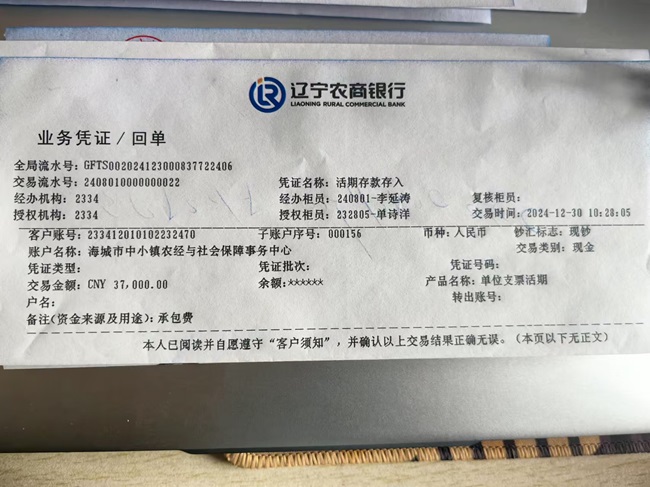 辽宁农商银行
LIAONING RURAL COMMERCIAL BANK
业务凭证/回单
全局流水号: GFTS002024123000837722406
交易流水号: 2408010000000022 凭证名称: 活期存款存入
经办机构: 2334 经办柜员: 240801-李延涛 复核柜员:
授权机构: 2334 授权柜员: 232805-单诗洋 交易时间: 2024-12-30 10:28:05
客户账号: 233412010102232470 子账户序号: 000156 币种: 人民币 钞汇标志: 现钞
账户名称: 海城市中小镇农经与社会保障事务中心 交易类别: 现金
凭证类型: 凭证批次: 凭证号码:
交易金额: CNY 37,000.00 余额: ****** 产品名称: 单位支票活期
户名: 转出账号:
备注(资金来源及用途): 承包费
本人已阅读并自愿遵守“客户须知”, 并确认以上交易结果正确无误。(本页以下无正文)